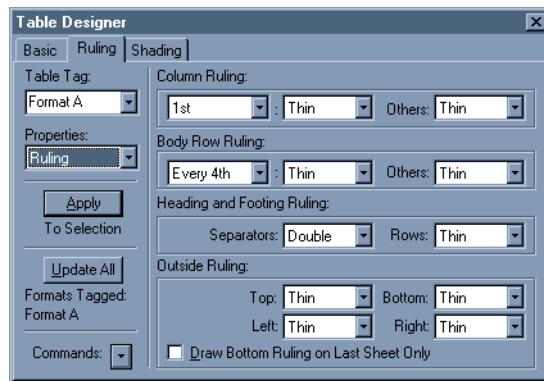 Table Designer
Basic Ruling Shading
Table Tag:
Format A
Properties:
Ruling
Apply
To Selection
Update All
Formats Tagged:
Format A
Commands:
Column Ruling:
1st : Thin Others: Thin
Body Row Ruling:
Every 4th : Thin Others: Thin
Heading and Footing Ruling:
Separators: Double Rows: Thin
Outside Ruling:
Top: Thin Bottom: Thin
Left: Thin Right: Thin
Draw Bottom Ruling on Last Sheet Only